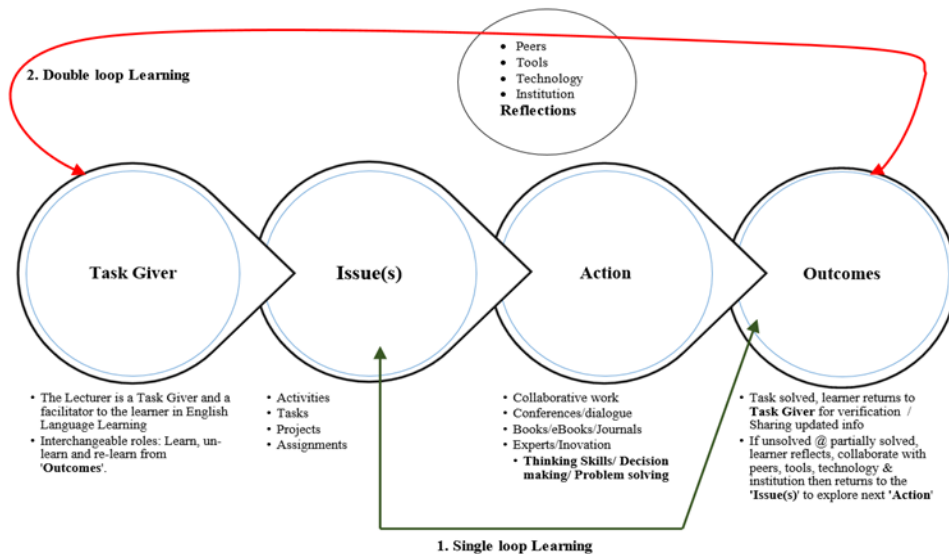 • Peers
• Tools
• Technology
• Institution
Reflections
2. Double loop Learning
Task Giver
Issue(s)
Action
Outcomes
• The Lecturer is a Task Giver and a
facilitator to the learner in English
Language Learning
• Interchangeable roles: Learn, un-
learn and re-learn from
'Outcomes'.
• Activities
• Tasks
• Projects
• Assignments
• Collaborative work
• Conferences/dialogue
• Books/eBooks/Journals
• Experts/Inovation
• Thinking Skills/ Decision
making/ Problem solving
• Task solved, learner returns to
Task Giver for verification /
Sharing updated info
• If unsolved @ partially solved,
learner reflects, collaborate with
peers, tools, technology &
institution then returns to the
'Issue(s)' to explore next 'Action'
1. Single loop Learning